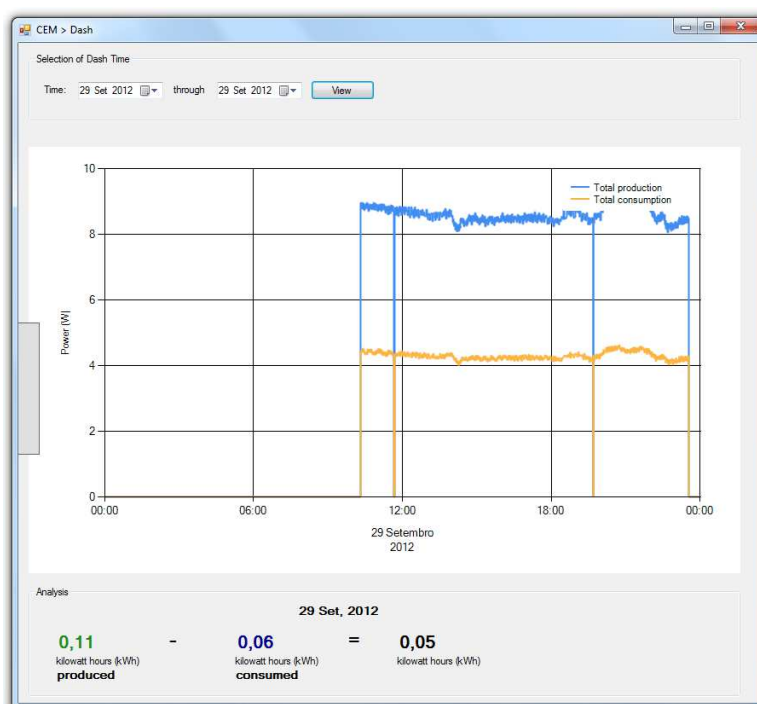 CEM > Dash
Selection of Dash Time
Time: 29 Set 2012 through 29 Set 2012 View
10
8
6
4
2
0
Power (W)
Total production
Total consumption
00:00 06:00 12:00 18:00 00:00
29 Setembro
2012
Analysis
29 Set, 2012
0,11 - 0,06 = 0,05
kilowatt hours (kWh) kilowatt hours (kWh) kilowatt hours (kWh)
produced consumed